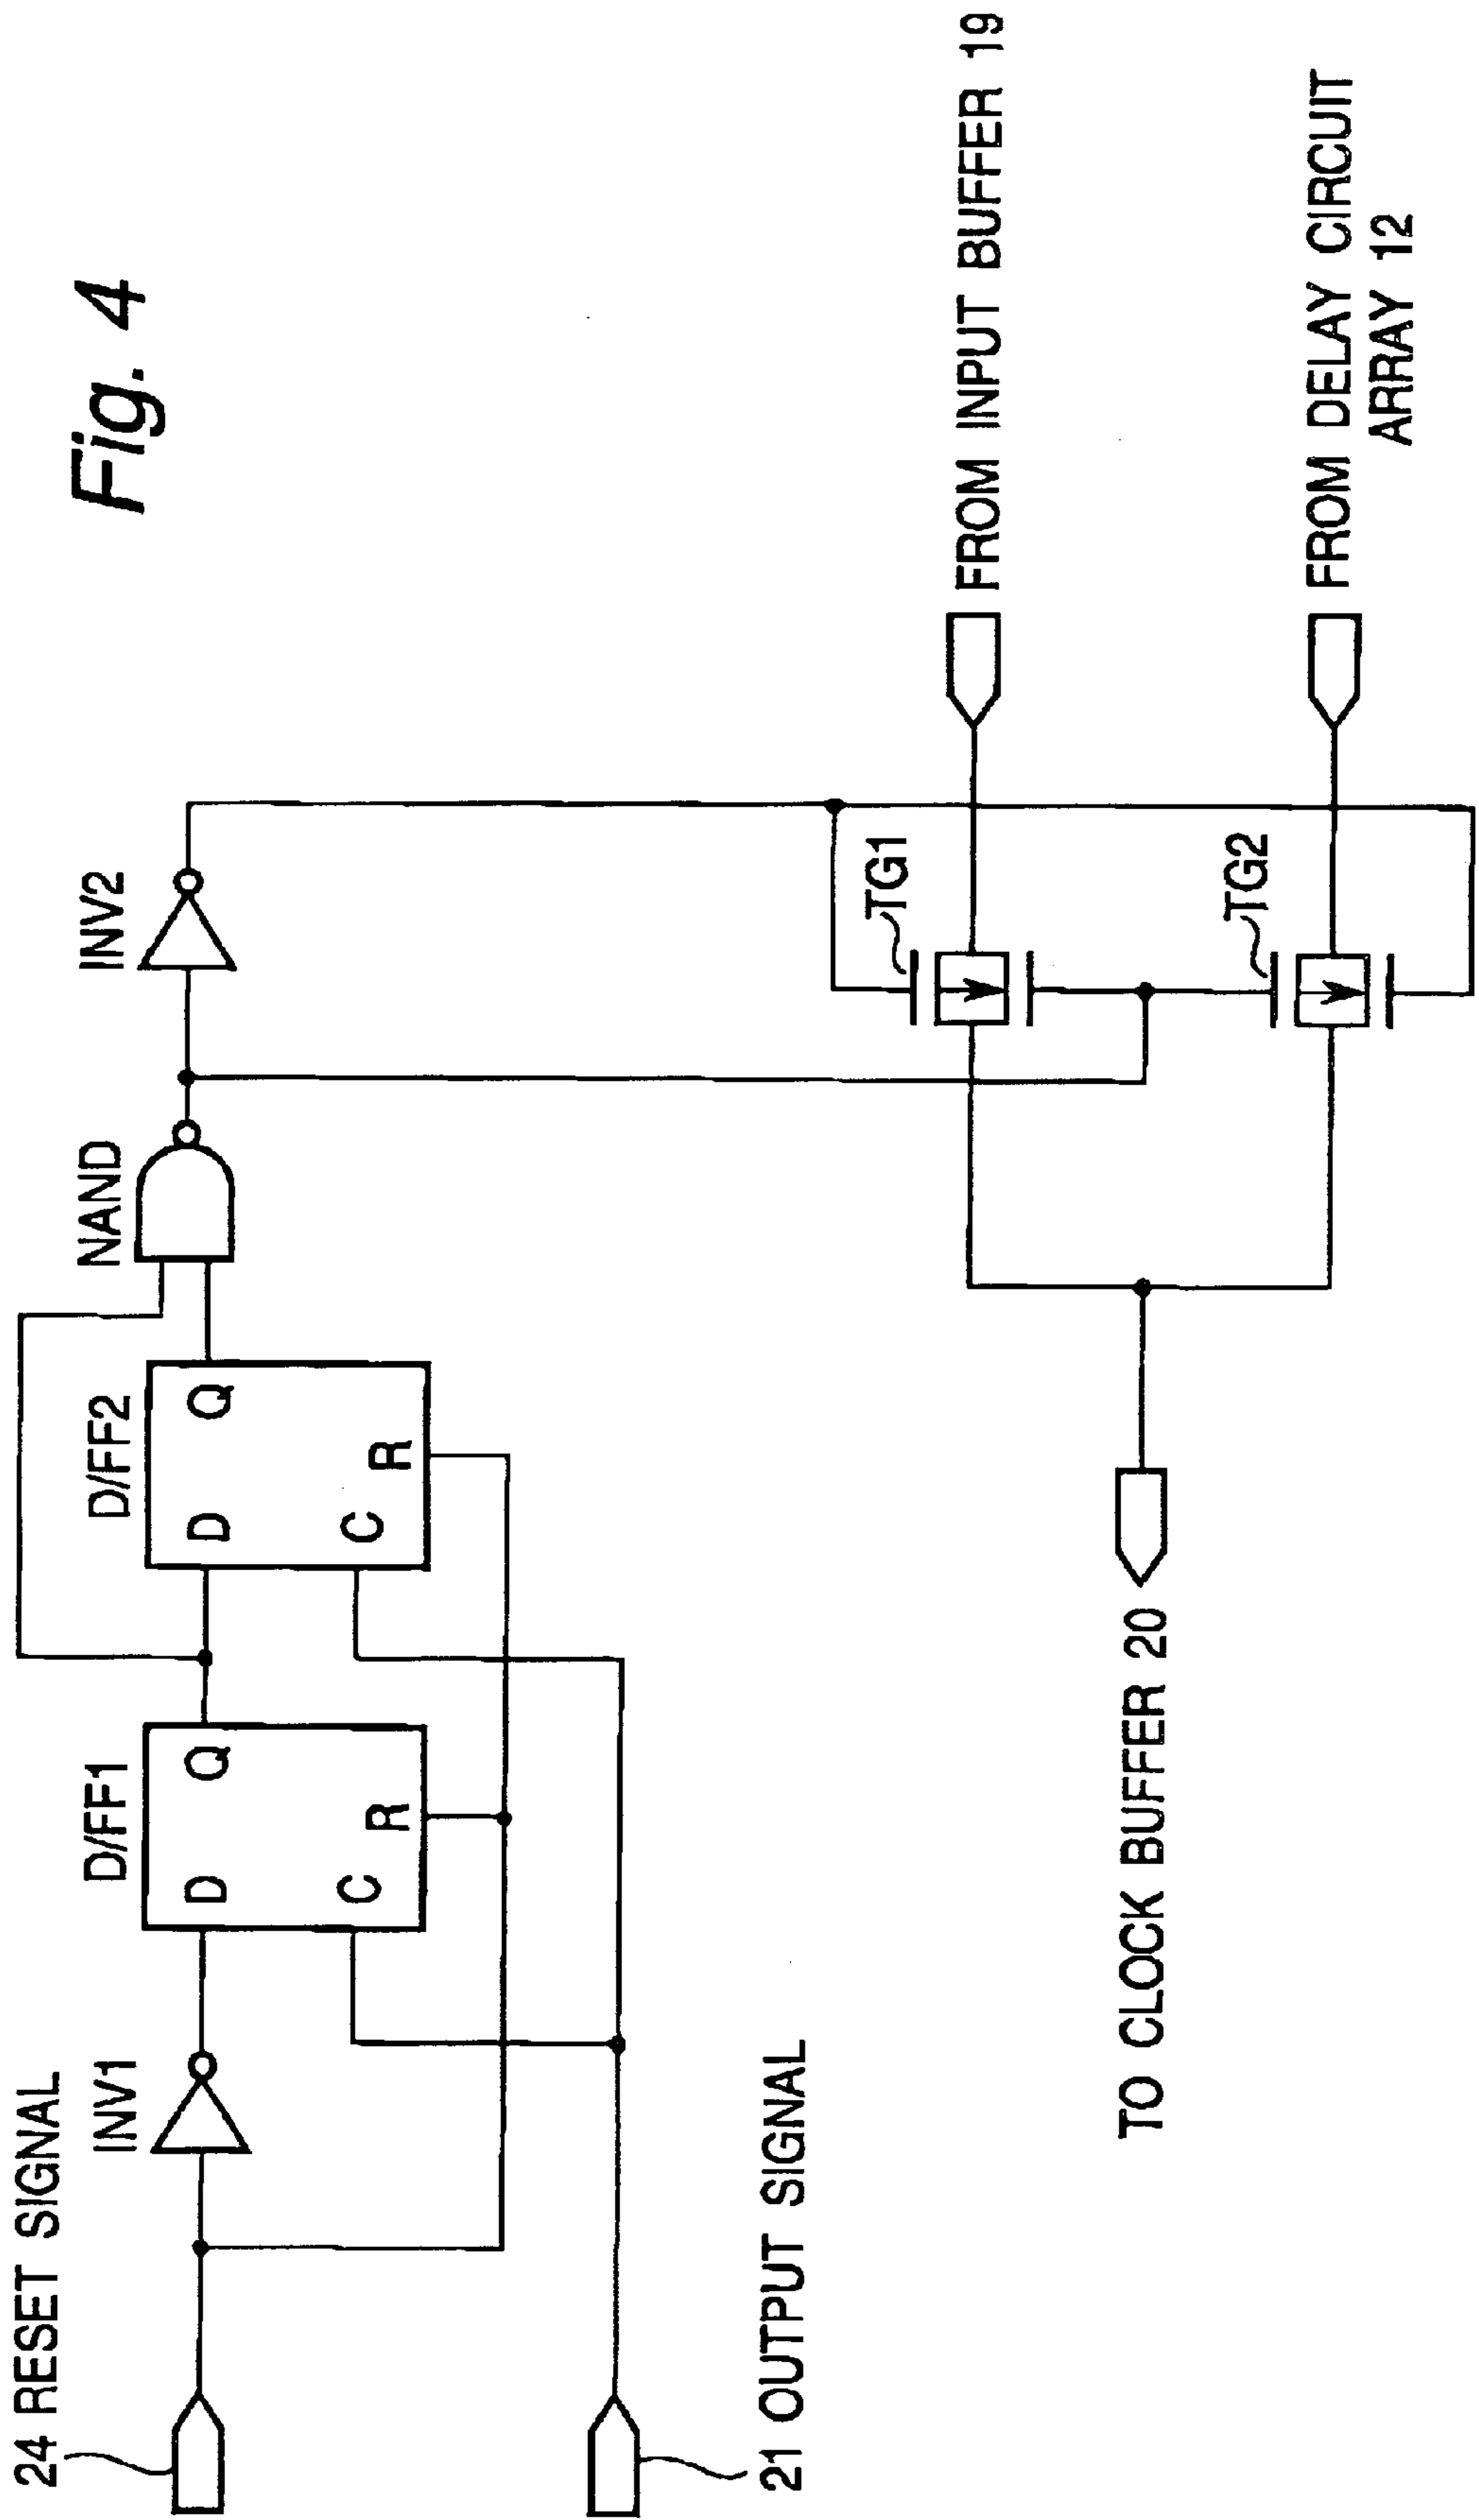 Fig. 4
24 RESET SIGNAL
INV1
D/FF1
D Q
C R
D/FF2
D Q
C R
NAND
INV2
21 OUTPUT SIGNAL
TG1
FROM INPUT BUFFER 19
TG2
TO CLOCK BUFFER 20
FROM DELAY CIRCUIT
ARRAY 12